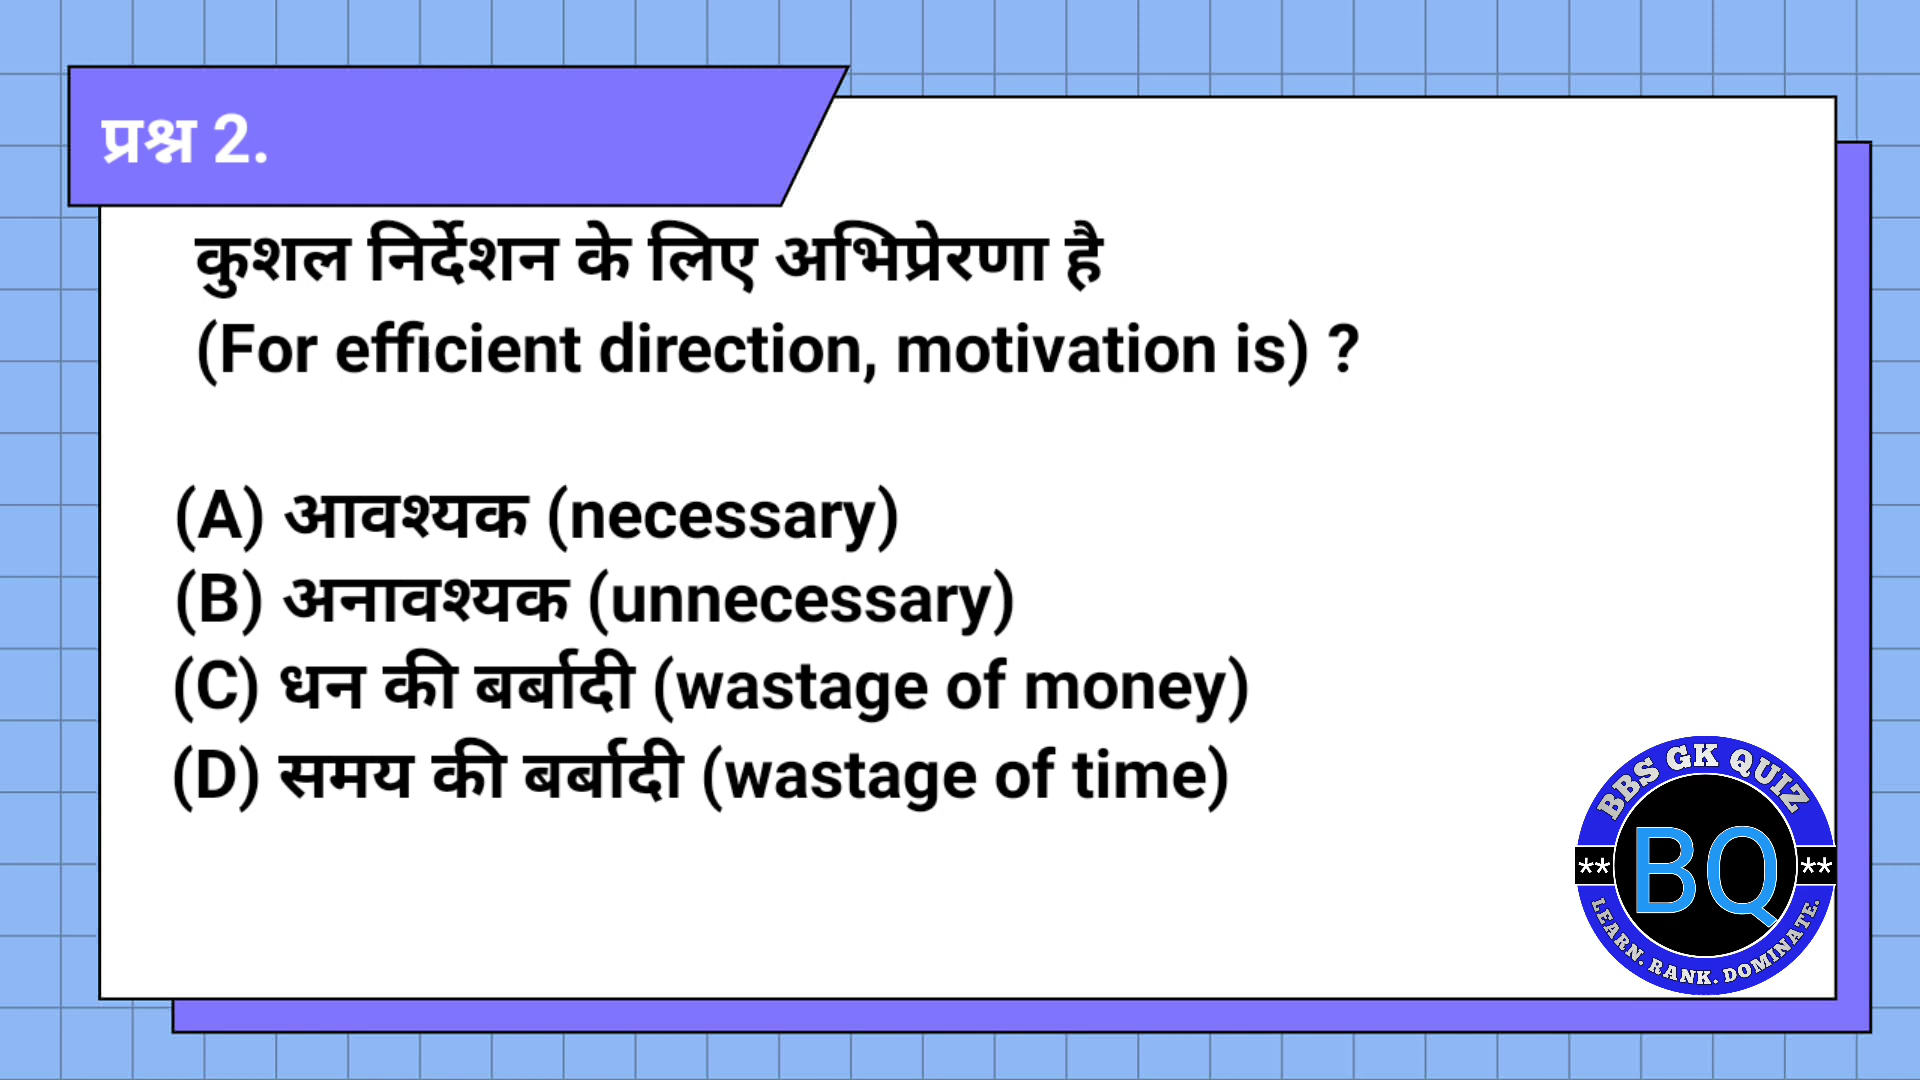 प्रश्न 2.
कुशल निर्देशन के लिए अभिप्रेरणा है
(For efficient direction, motivation is) ?
(A) आवश्यक (necessary)
(B) अनावश्यक (unnecessary)
(C) धन की बर्बादी (wastage of money)
(D) समय की बर्बादी (wastage of time)
BBS GK QUIZ
** BQ **
LEARN. RANK. DOMINATE.